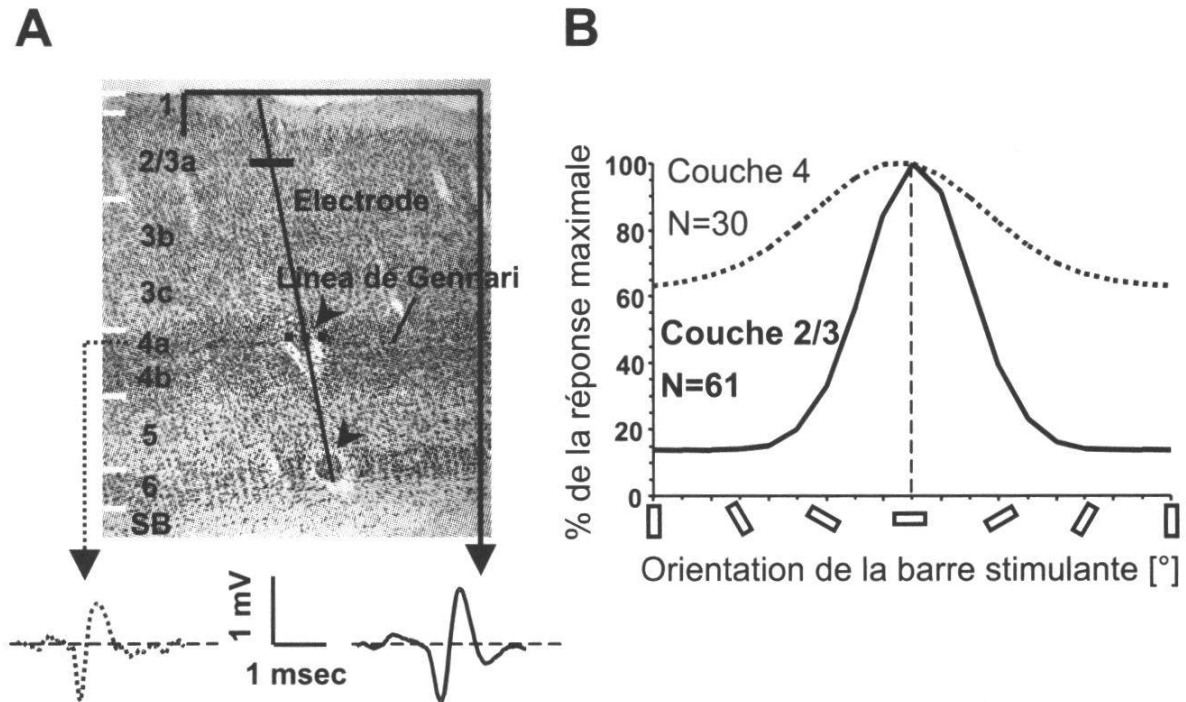 A
1
2/3a
Electrode
3b
Línea de Gennari
3c
4a
4b
5
6
SB
1 mV
1 msec
B
% de la réponse maximale
100
80
60
40
20
0
Couche 4
N=30
Couche 2/3
N=61
Orientation de la barre stimulante [°]